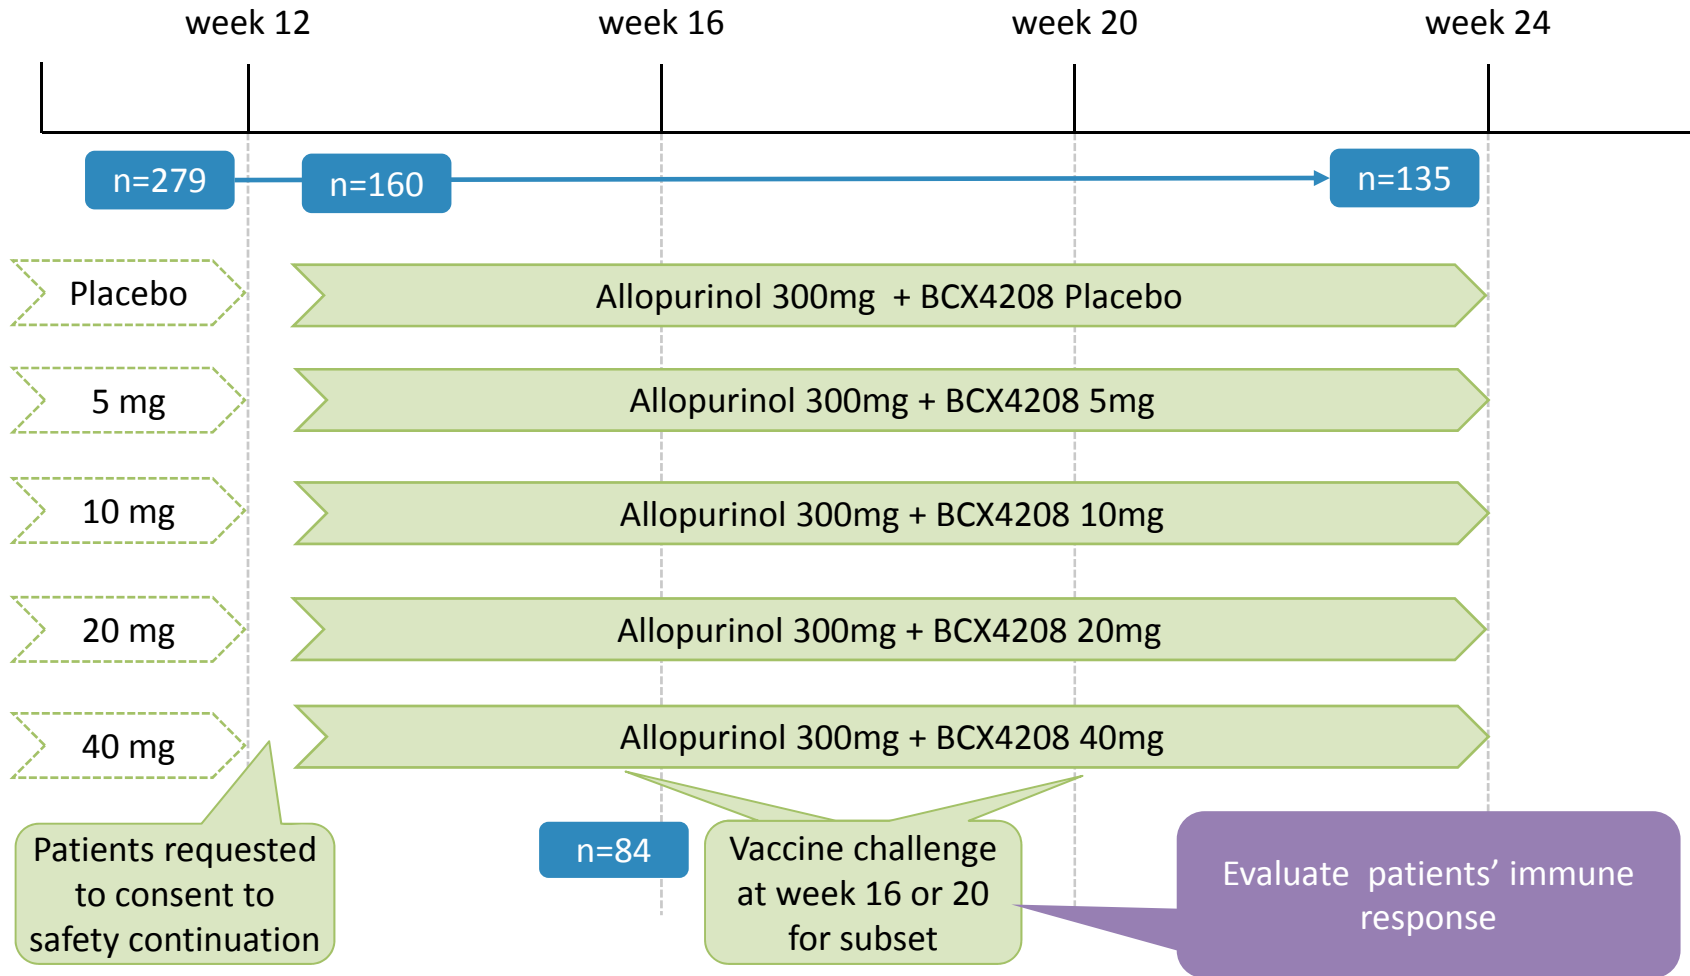 week 12
week 16
week 20
week 24
n=279
n=160
n=135
Placebo
Allopurinol 300mg  + BCX4208 Placebo
5 mg
Allopurinol 300mg + BCX4208 5mg
10 mg
Allopurinol 300mg + BCX4208 10mg
20 mg
Allopurinol 300mg + BCX4208 20mg
40 mg
Allopurinol 300mg + BCX4208 40mg
Patients requested
to consent to
safety continuation
n=84
Vaccine challenge
at week 16 or 20
for subset
Evaluate  patients’ immune
response